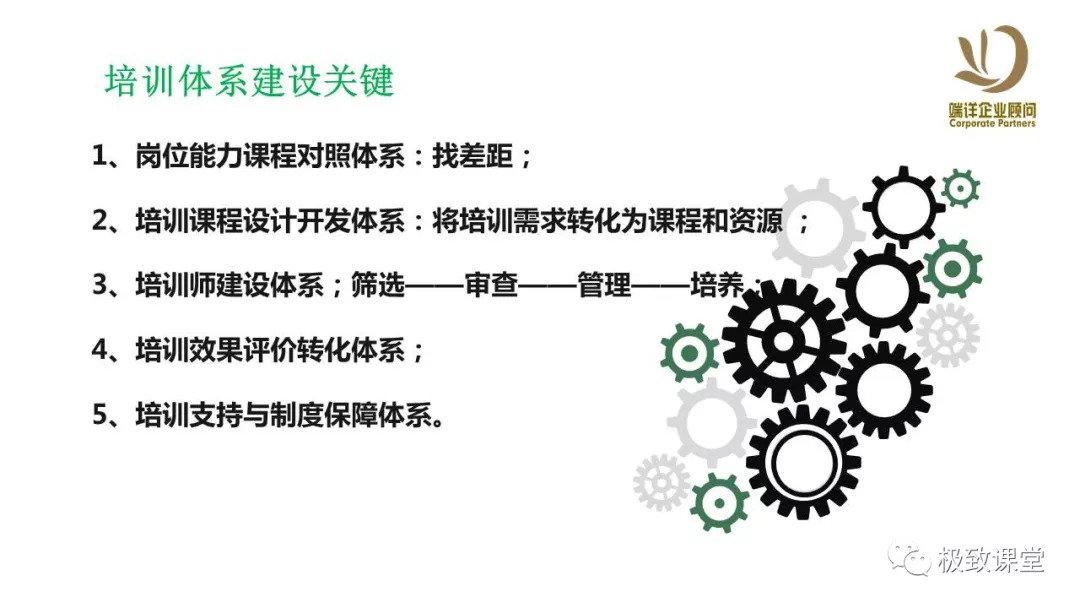 培训体系建设关键
端详企业顾问
Corporate Partners
1、岗位能力课程对照体系：找差距；
2、培训课程设计开发体系：将培训需求转化为课程和资源 ；
3、培训师建设体系；筛选——审查——管理——培养；
4、培训效果评价转化体系；
5、培训支持与制度保障体系。
极致课堂